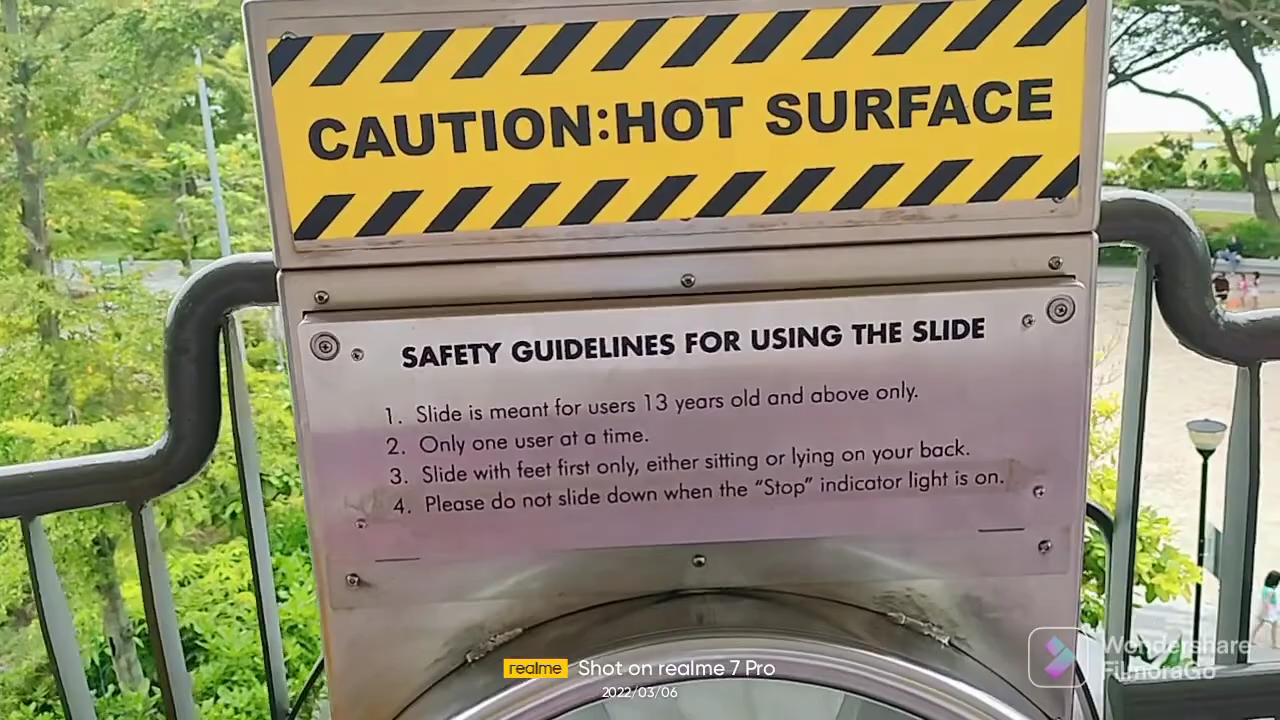 CAUTION:HOT SURFACE
SAFETY GUIDELINES FOR USING THE SLIDE
1. Slide is meant for users 13 years old and above only.
2. Only one user at a time.
3. Slide with feet first only, either sitting or lying on your back.
4. Please do not slide down when the “Stop” indicator light is on.
realme Shot on realme 7 Pro
2022/03/06
Wondershare
FilmoraGo